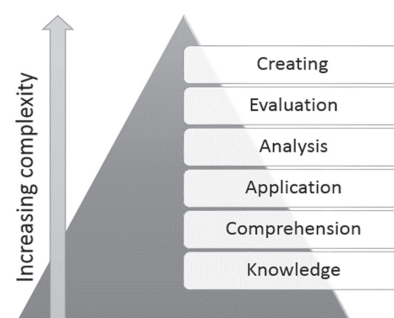 Increasing complexity
Creating
Evaluation
Analysis
Application
Comprehension
Knowledge